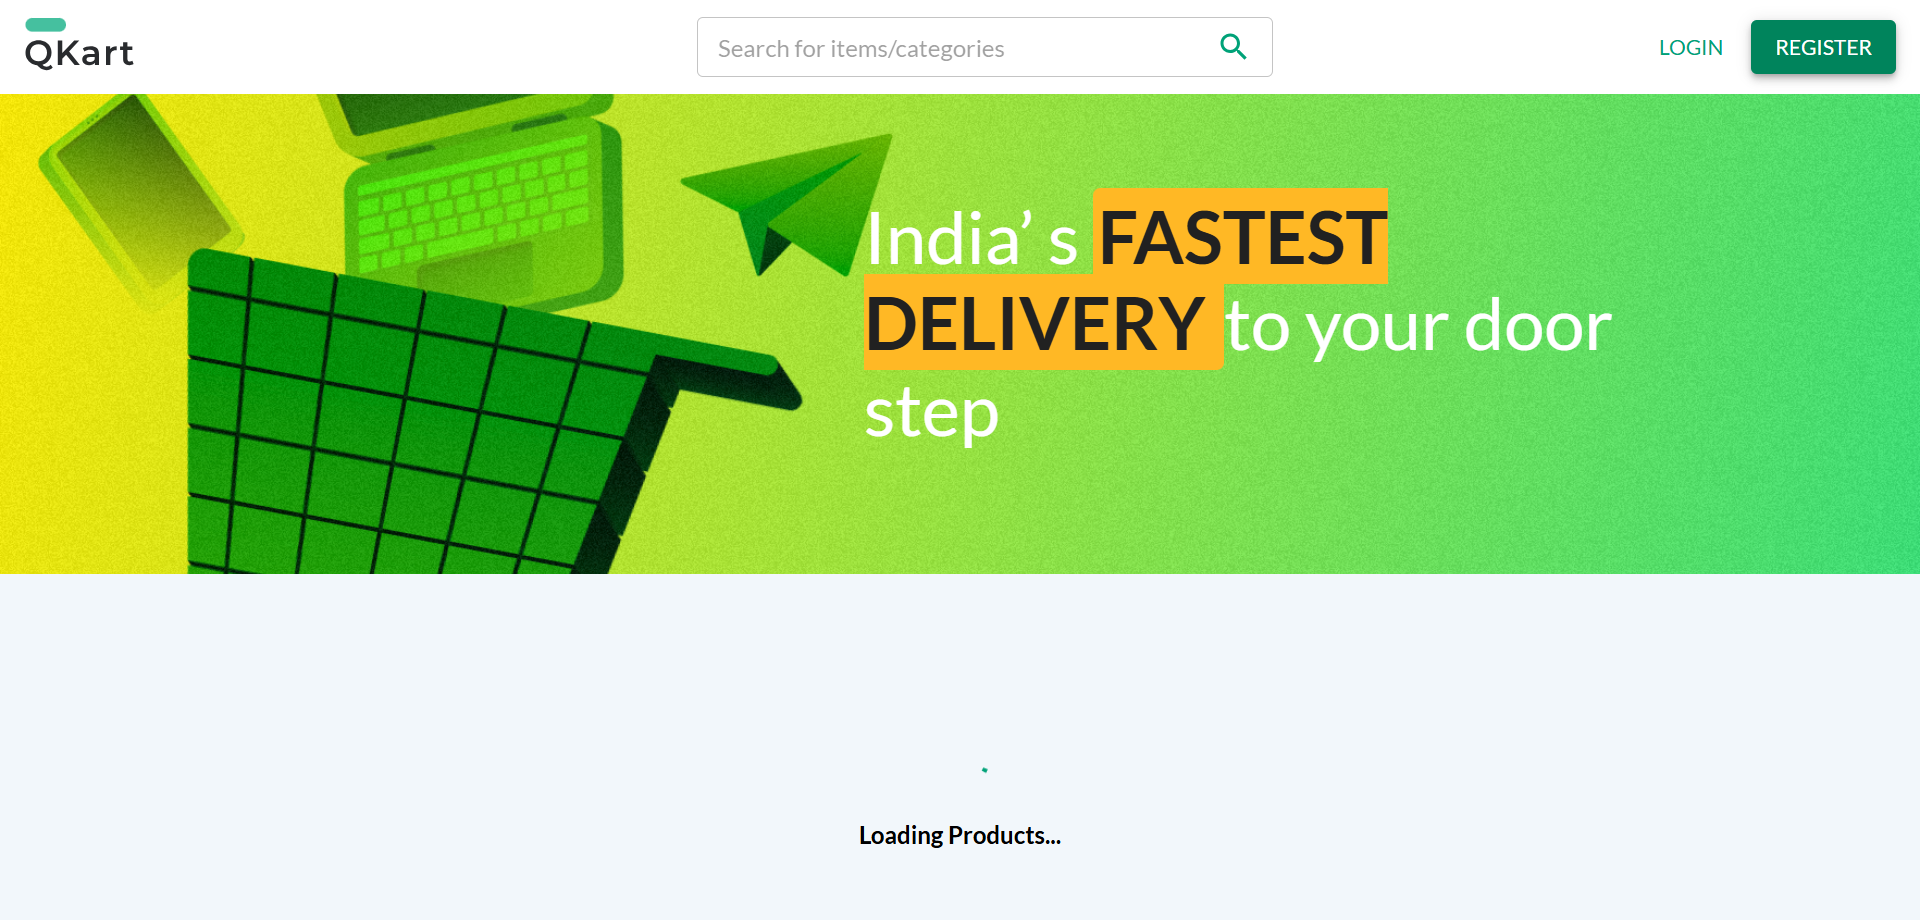 QKart
Search for items/categories
LOGIN
REGISTER
India’ s FASTEST
DELIVERY to your door
step
Loading Products...